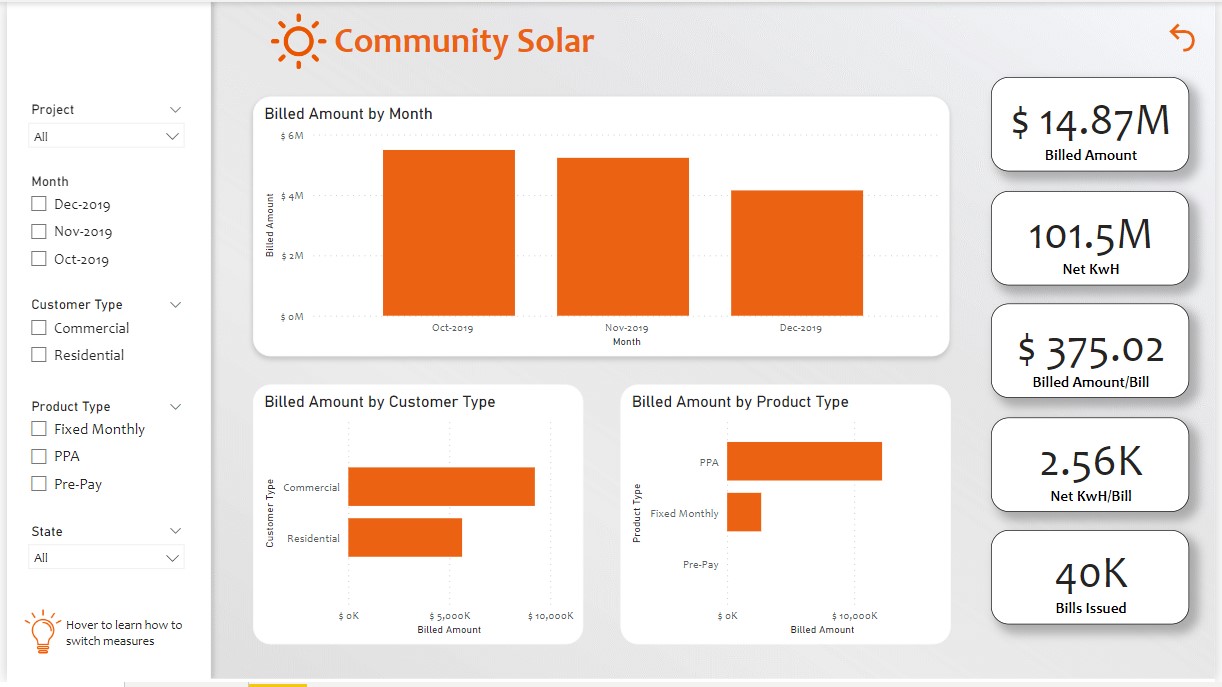 Community Solar
Project
All
Month
Dec-2019
Nov-2019
Oct-2019
Customer Type
Commercial
Residential
Product Type
Fixed Monthly
PPA
Pre-Pay
State
All
Hover to learn how to
switch measures
Billed Amount by Month
Billed Amount
$ 6M
$ 4M
$ 2M
$ 0M
Oct-2019
Nov-2019
Dec-2019
Month
Billed Amount by Customer Type
Customer Type
Commercial
Residential
$ 0K
$ 5,000K
$ 10,000K
Billed Amount
Billed Amount by Product Type
Product Type
PPA
Fixed Monthly
Pre-Pay
$ 0K
$ 10,000K
Billed Amount
$ 14.87M
Billed Amount
101.5M
Net KwH
$ 375.02
Billed Amount/Bill
2.56K
Net KwH/Bill
40K
Bills Issued